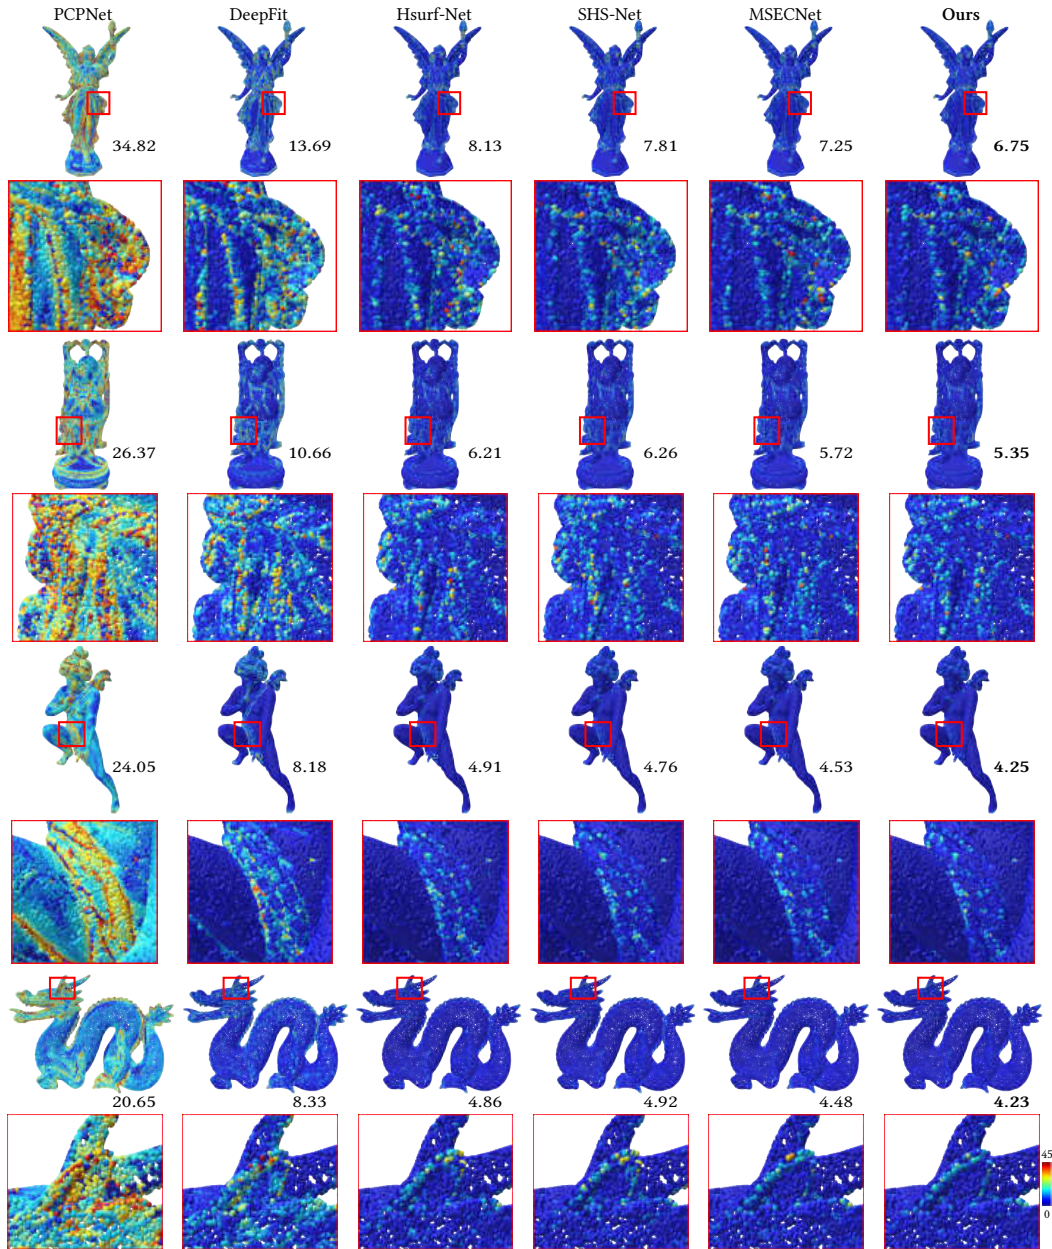 PCPNet DeepFit Hsurf-Net SHS-Net MSECNet Ours
34.82 13.69 8.13 7.81 7.25 6.75
26.37 10.66 6.21 6.26 5.72 5.35
24.05 8.18 4.91 4.76 4.53 4.25
20.65 8.33 4.86 4.92 4.48 4.23
45
0